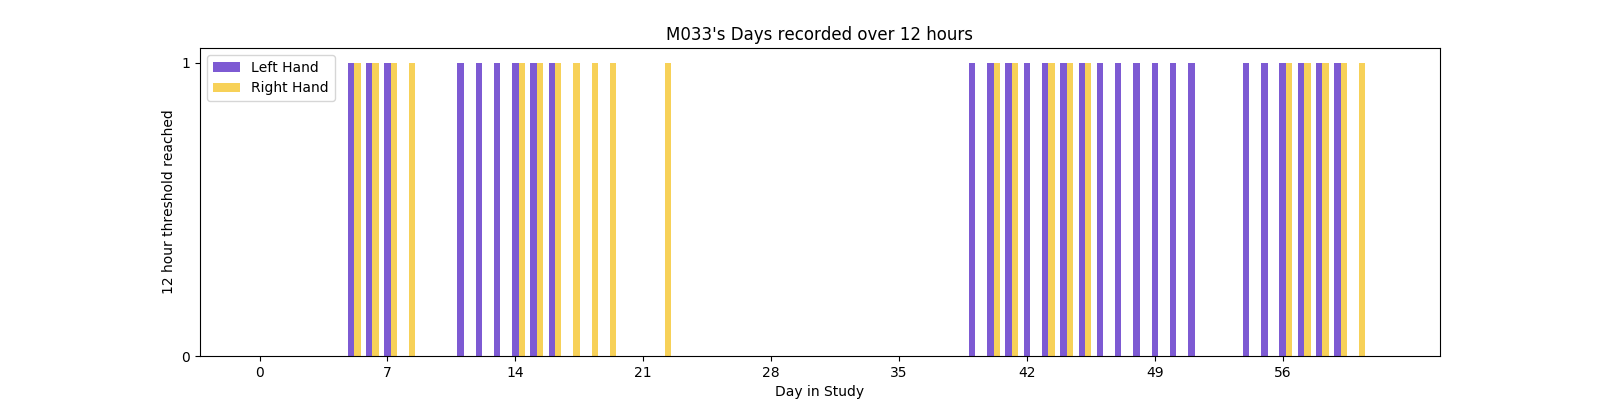 M033's Days recorded over 12 hours
Left Hand
Right Hand
12 hour threshold reached
1
0
0 7 14 21 28 35 42 49 56
Day in Study